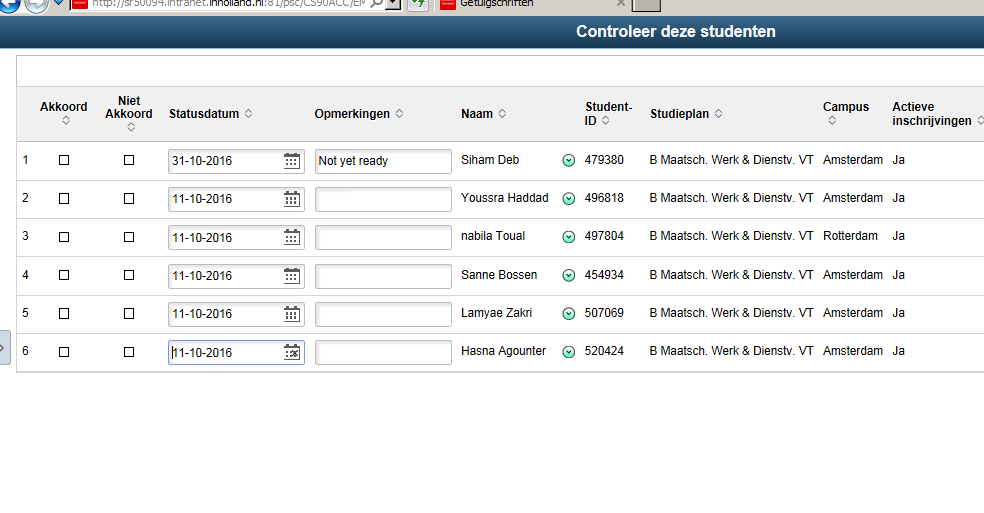 http://sr50094.intranet.inholland.nl:81/psc/CS90ACC/EM
Getuigschriften
Controleer deze studenten
Akkoord Niet Akkoord Statusdatum Opmerkingen Naam Student-ID Studieplan Campus Actieve inschrijvingen
1 31-10-2016 Not yet ready Siham Deb 479380 B Maatsch. Werk & Dienstv. VT Amsterdam Ja
2 11-10-2016 Youssra Haddad 496818 B Maatsch. Werk & Dienstv. VT Amsterdam Ja
3 11-10-2016 nabila Toual 497804 B Maatsch. Werk & Dienstv. VT Rotterdam Ja
4 11-10-2016 Sanne Bossen 454934 B Maatsch. Werk & Dienstv. VT Amsterdam Ja
5 11-10-2016 Lamyae Zakri 507069 B Maatsch. Werk & Dienstv. VT Amsterdam Ja
6 11-10-2016 Hasna Agounter 520424 B Maatsch. Werk & Dienstv. VT Amsterdam Ja